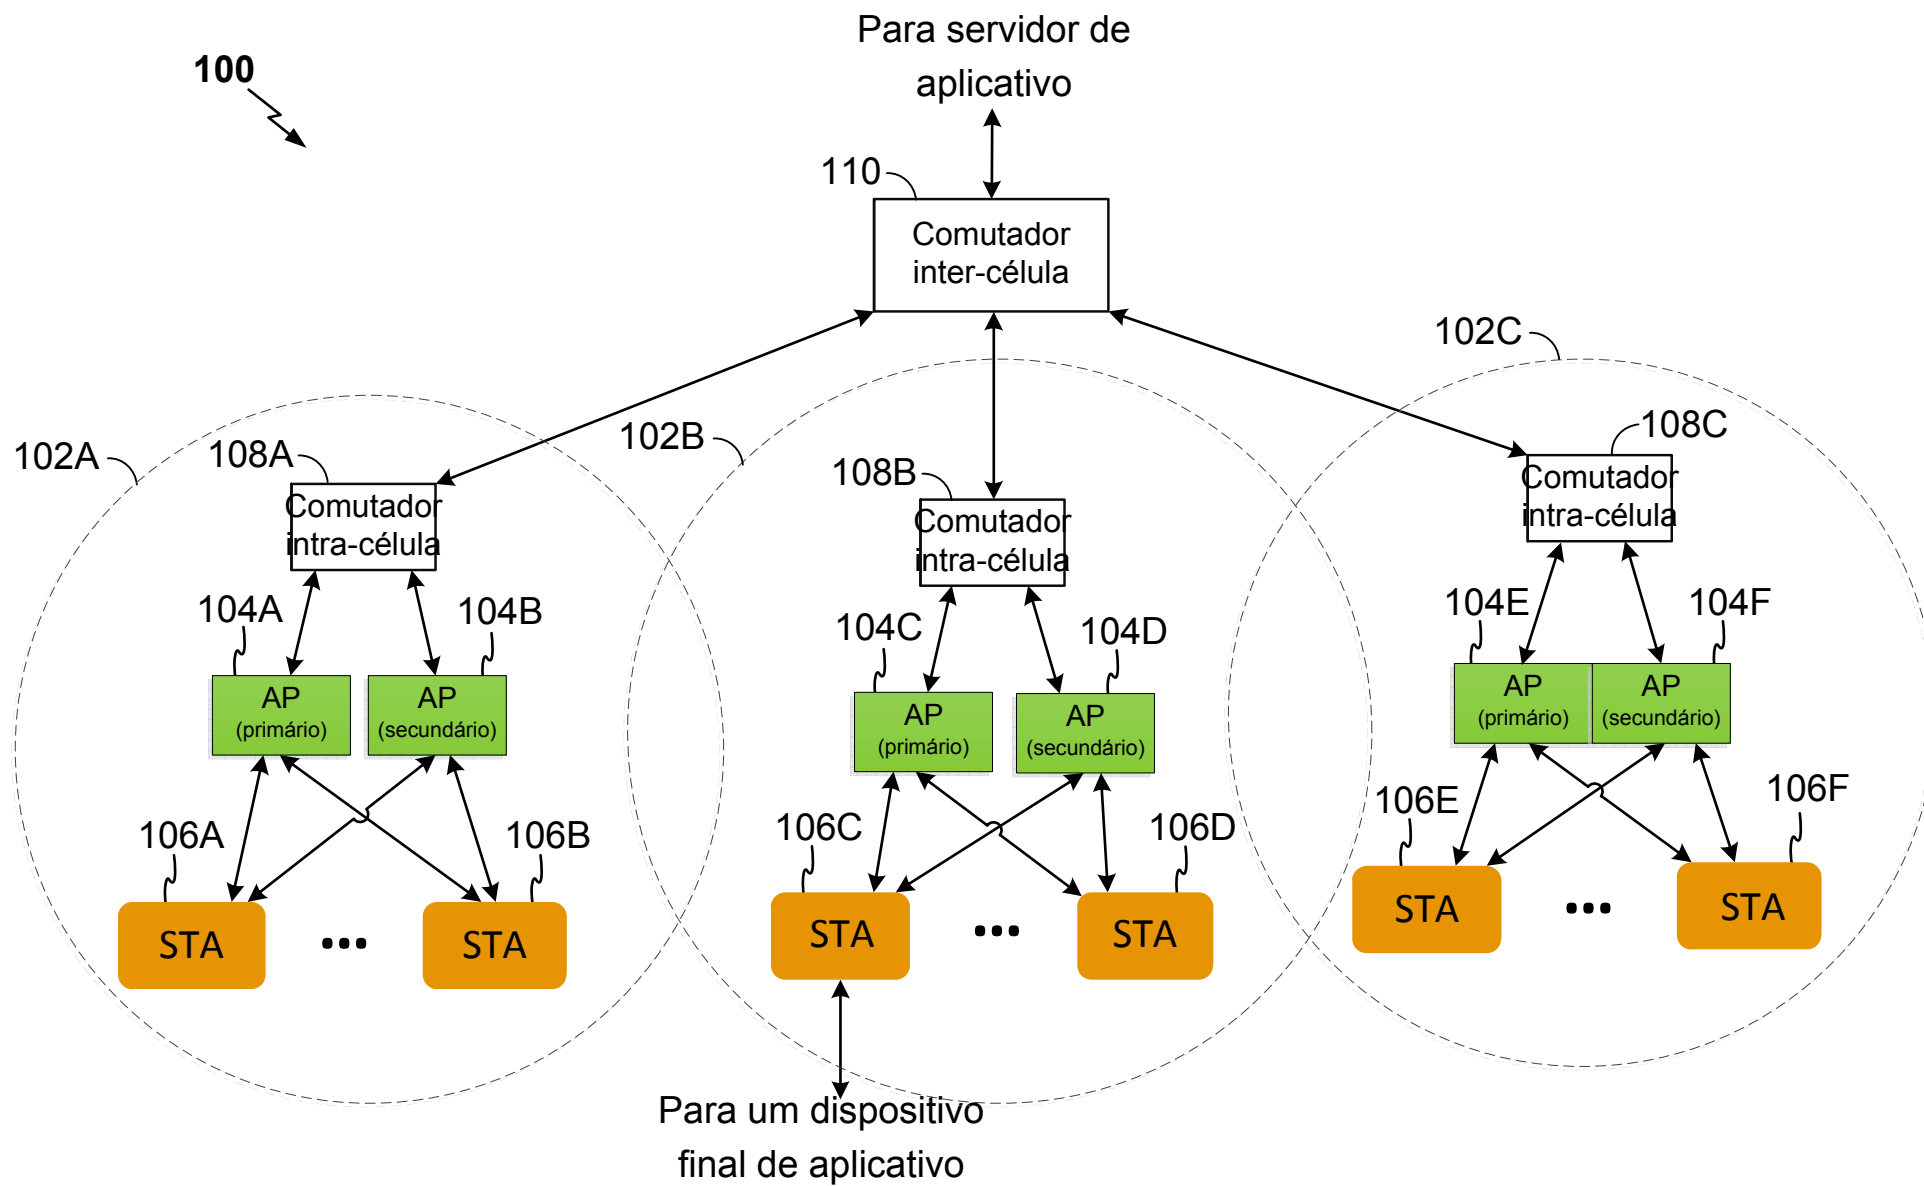 Para servidor de
aplicativo
100
110
Comutador
inter-célula
102C
102A
108A
102B
108B
108C
Comutador
intra-célula
Comutador
intra-célula
Comutador
intra-célula
104A
104B
104C
104D
104E
104F
AP
(primário)
AP
(secundário)
AP
(primário)
AP
(secundário)
AP
(primário)
AP
(secundário)
106A
106B
106C
106D
106E
106F
STA
...
STA
STA
...
STA
STA
...
STA
Para um dispositivo
final de aplicativo